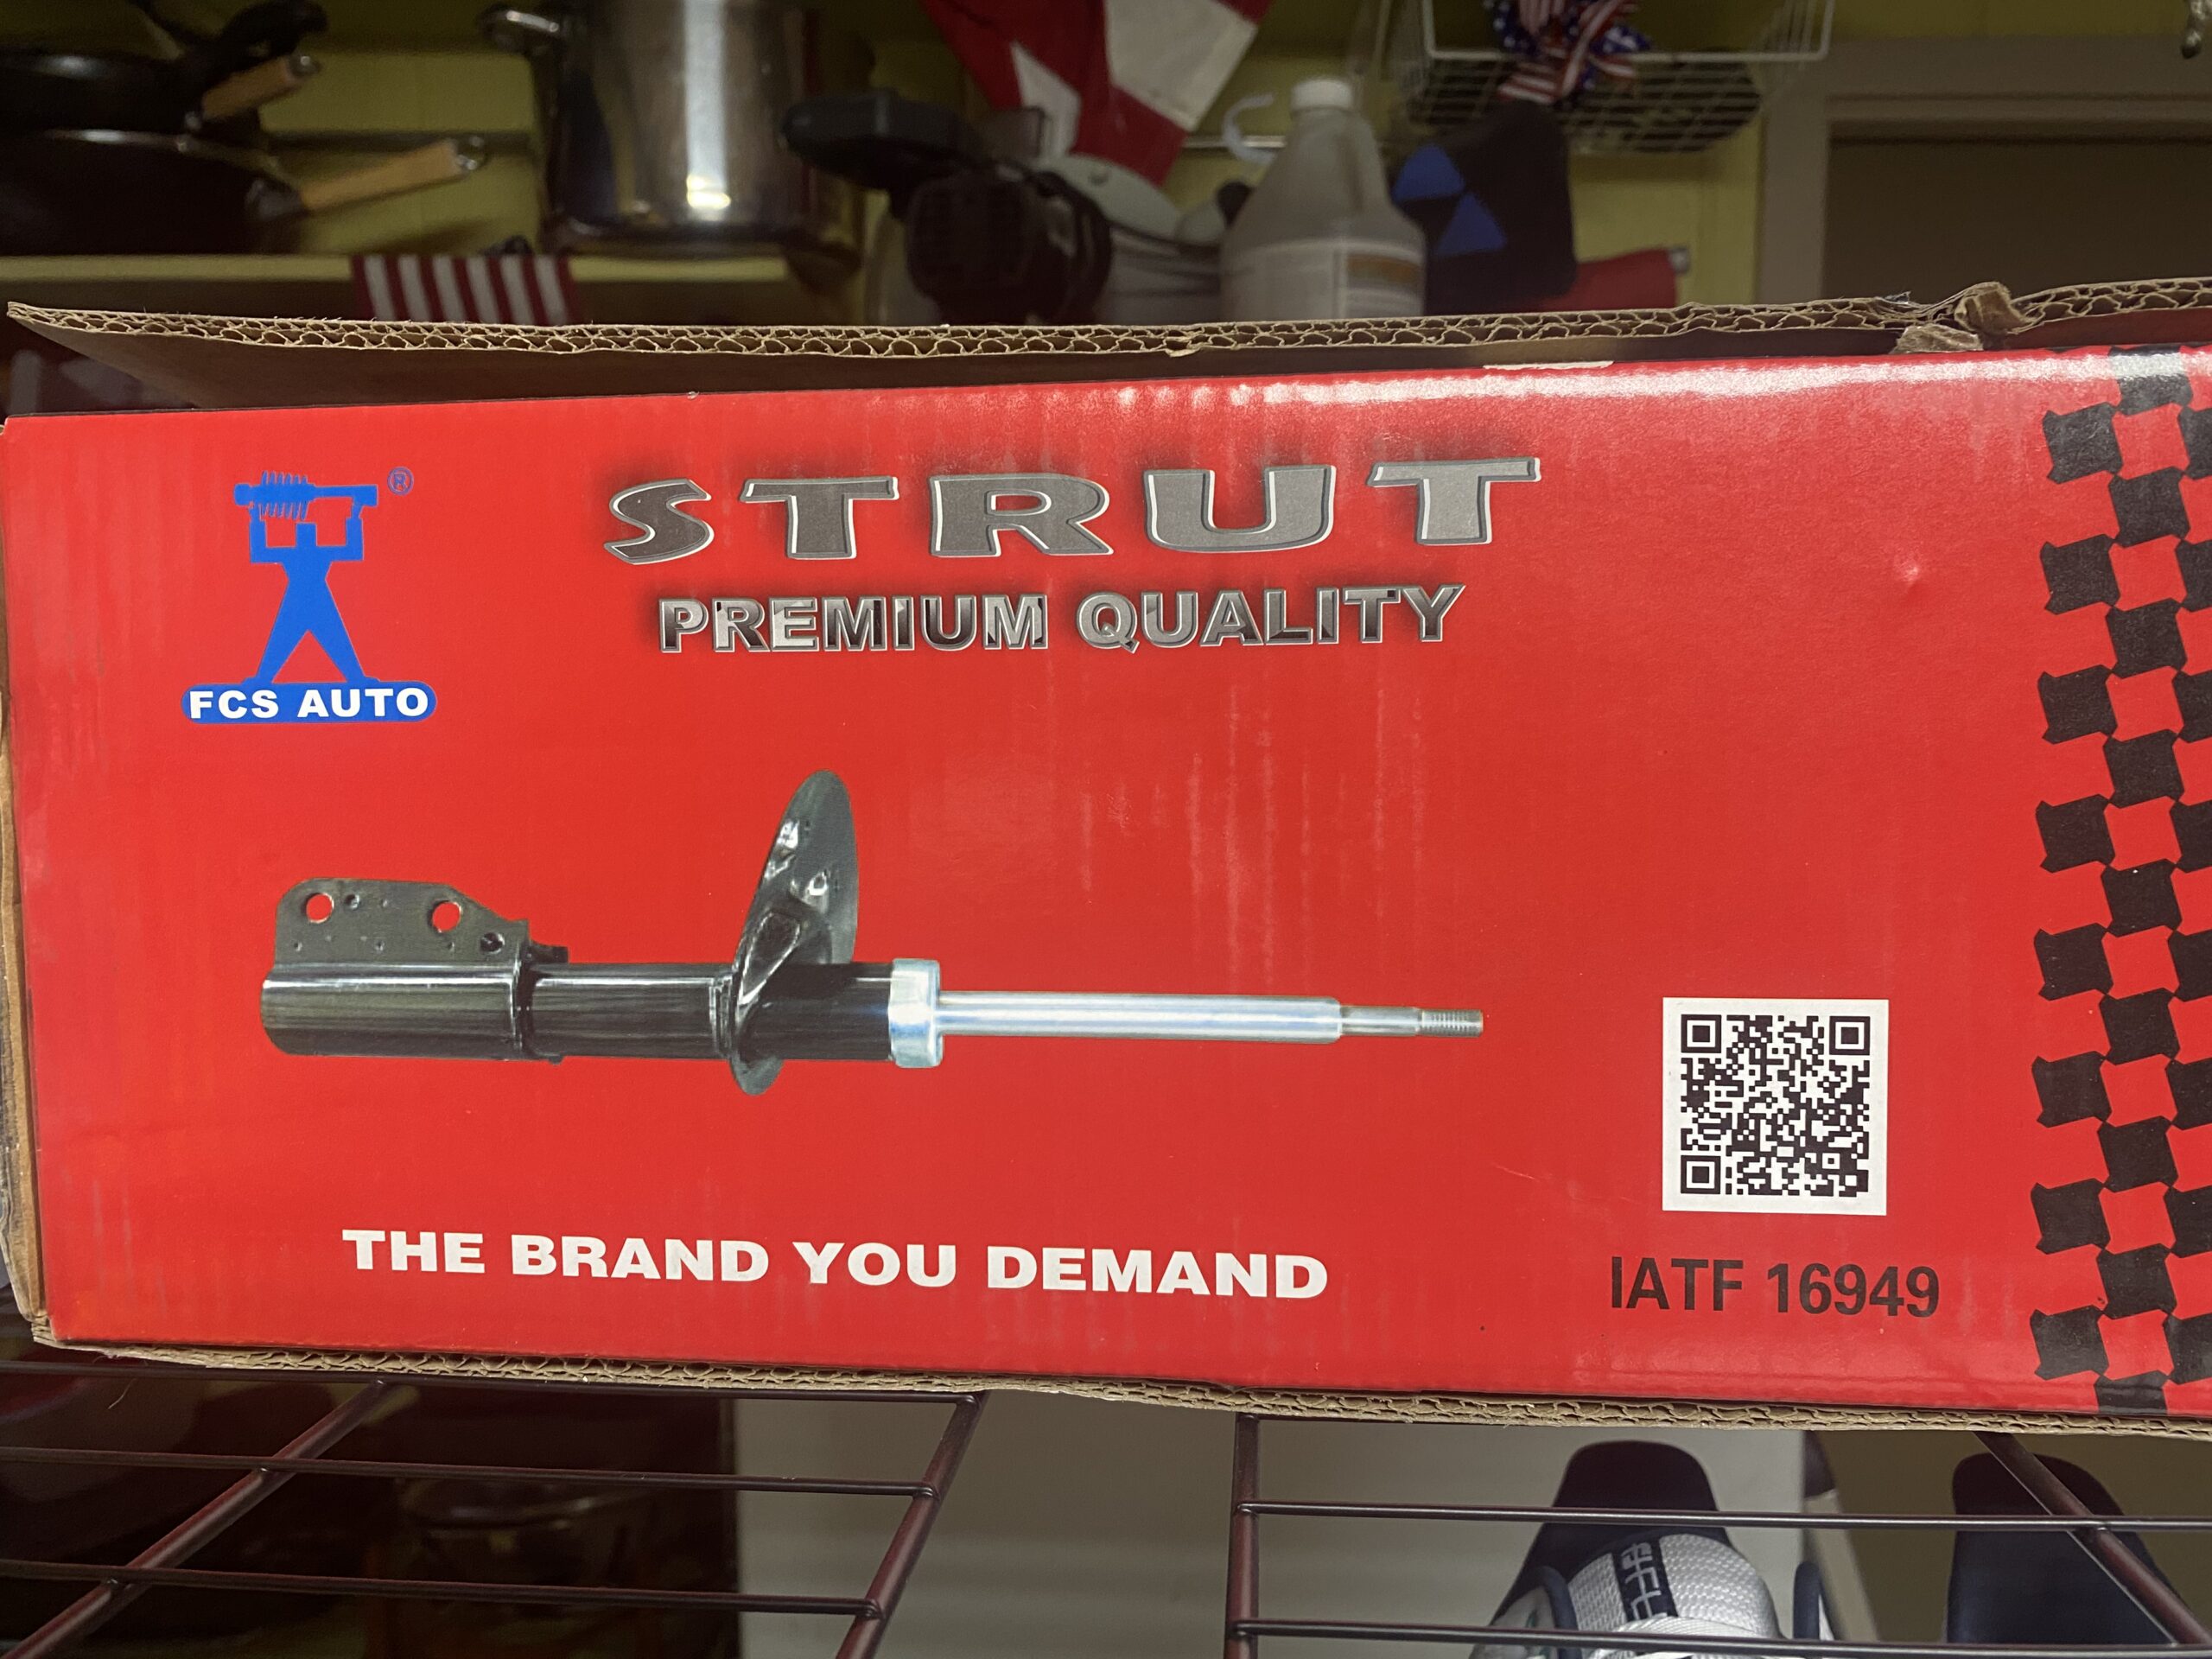 ®
STRUT
PREMIUM QUALITY
FCS AUTO
THE BRAND YOU DEMAND
IATF 16949